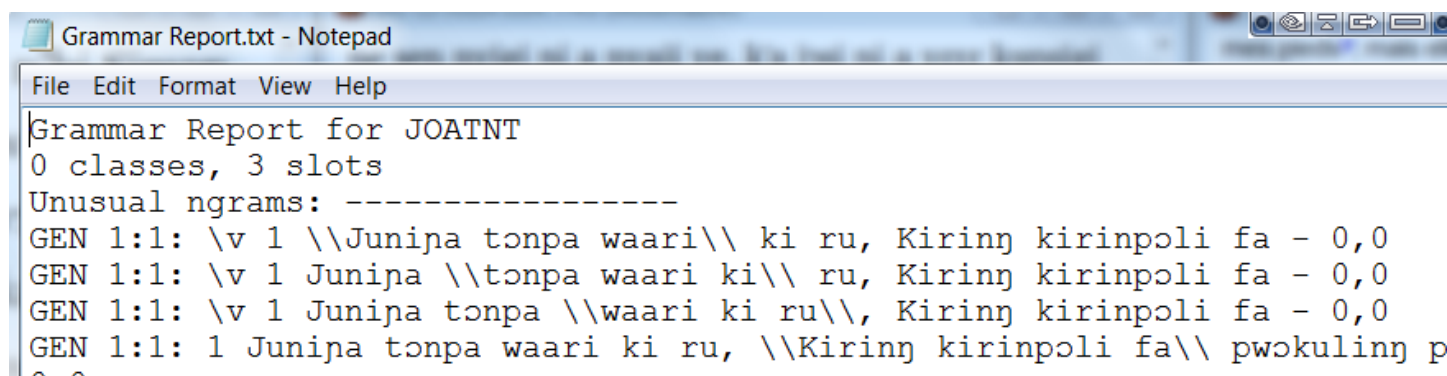 Grammar Report.txt - Notepad
File Edit Format View Help
Grammar Report for JOATNT
0 classes, 3 slots
Unusual ngrams: -----------------
GEN 1:1: \v 1 \\Juniɲa tɔnpa waari\\ ki ru, Kirinŋ kirinpɔli fa - 0,0
GEN 1:1: \v 1 Juniɲa \\tɔnpa waari ki\\ ru, Kirinŋ kirinpɔli fa - 0,0
GEN 1:1: \v 1 Juniɲa tɔnpa \\waari ki ru\\, Kirinŋ kirinpɔli fa - 0,0
GEN 1:1: 1 Juniɲa tɔnpa waari ki ru, \\Kirinŋ kirinpɔli fa\\ pwɔkulinŋ p